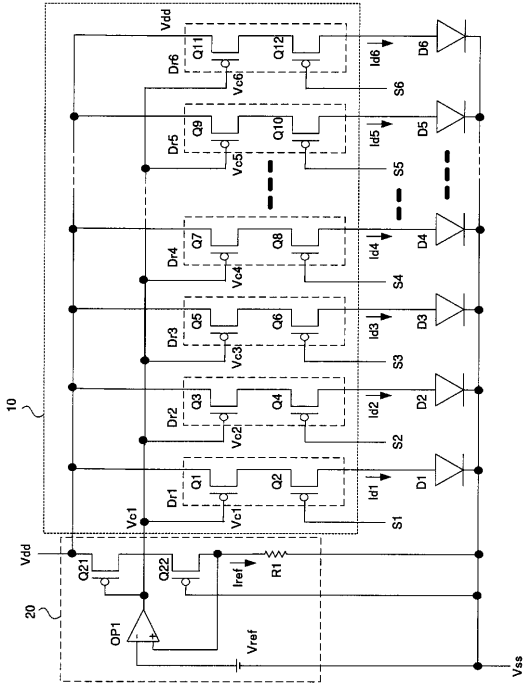 10
Vdd
Dr1
Dr2
Dr3
Dr4
Dr5
Dr6
Q1
Q3
Q5
Q7
Q9
Q11
Vdd
Q21
Vc1
Vc1
Vc2
Vc3
Vc4
Vc5
Vc6
20
OP1
-
+
Q22
Q2
Q4
Q6
Q8
Q10
Q12
Vref
Iref
R1
S1
S2
S3
S4
S5
S6
Id1
Id2
Id3
Id4
Id5
Id6
D1
D2
D3
D4
D5
D6
Vss